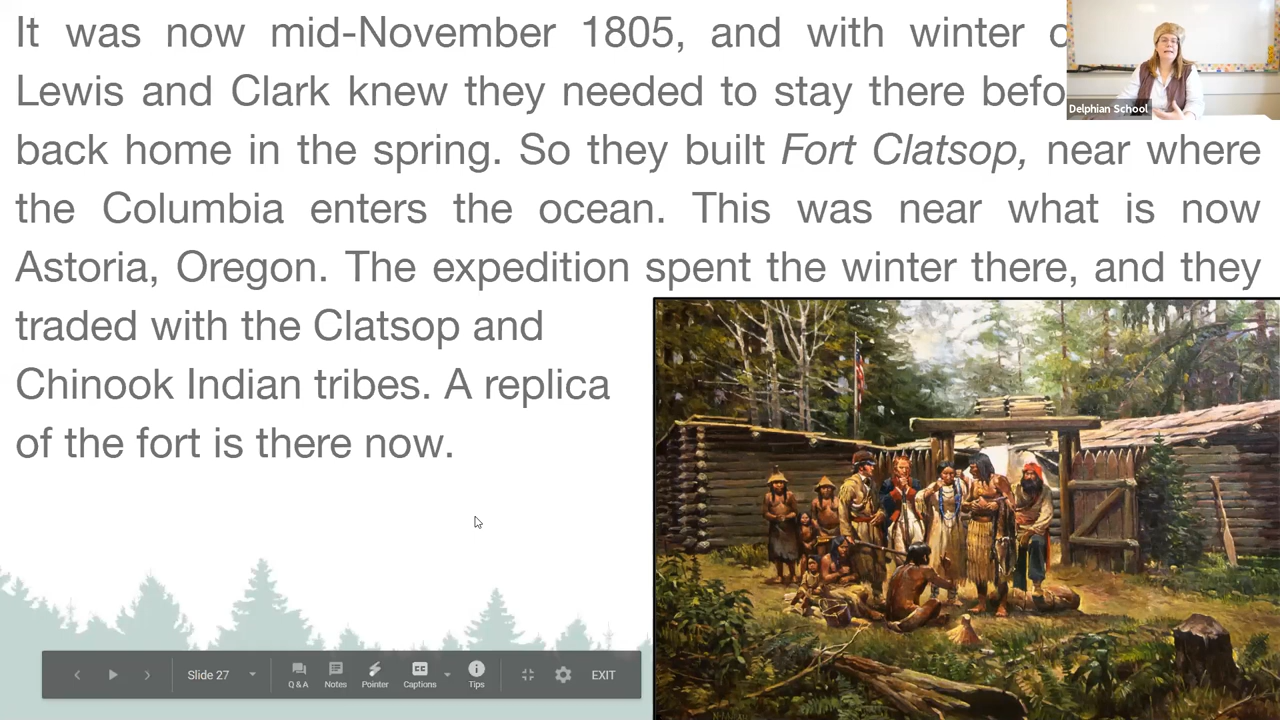 It was now mid-November 1805, and with winter
Lewis and Clark knew they needed to stay there
back home in the spring. So they built Fort Clatsop, near where
the Columbia enters the ocean. This was near what is now
Astoria, Oregon. The expedition spent the winter there, and they
traded with the Clatsop and
Chinook Indian tribes. A replica
of the fort is there now.
Delphian School
Slide 27
Q & A
Notes
Pointer
Captions
Tips
EXIT